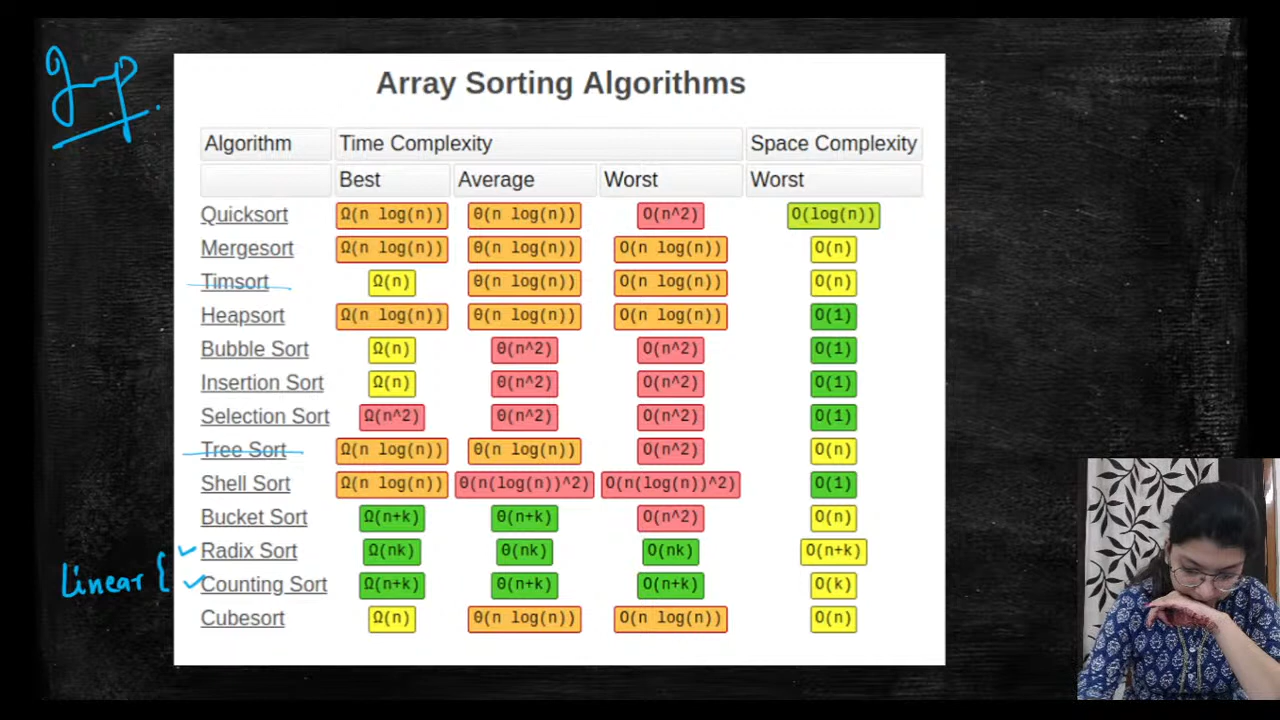 Imp.
Array Sorting Algorithms
Algorithm Time Complexity Space Complexity
Best Average Worst Worst
Quicksort Ω(n log(n)) Θ(n log(n)) O(n^2) O(log(n))
Mergesort Ω(n log(n)) Θ(n log(n)) O(n log(n)) O(n)
Timsort Ω(n) Θ(n log(n)) O(n log(n)) O(n)
Heapsort Ω(n log(n)) Θ(n log(n)) O(n log(n)) O(1)
Bubble Sort Ω(n) Θ(n^2) O(n^2) O(1)
Insertion Sort Ω(n) Θ(n^2) O(n^2) O(1)
Selection Sort Ω(n^2) Θ(n^2) O(n^2) O(1)
Tree Sort Ω(n log(n)) Θ(n log(n)) O(n^2) O(n)
Shell Sort Ω(n log(n)) Θ(n(log(n))^2) O(n(log(n))^2) O(1)
Bucket Sort Ω(n+k) Θ(n+k) O(n^2) O(n)
Radix Sort Ω(nk) Θ(nk) O(nk) O(n+k)
Linear {
Counting Sort Ω(n+k) Θ(n+k) O(n+k) O(k)
Cubesort Ω(n) Θ(n log(n)) O(n log(n)) O(n)